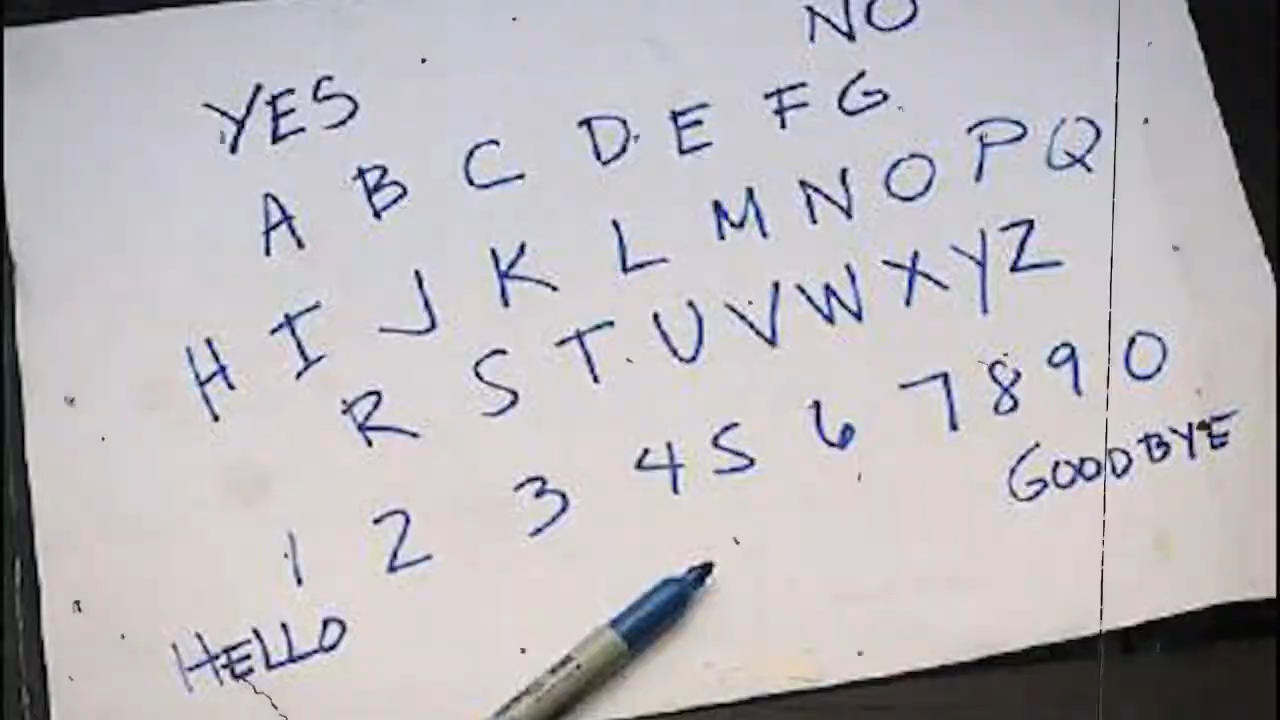 YES NO
A B C D E F G
H I J K L M N O P Q
R S T U V W X Y Z
1 2 3 4 5 6 7 8 9 0
HELLO GOODBYE